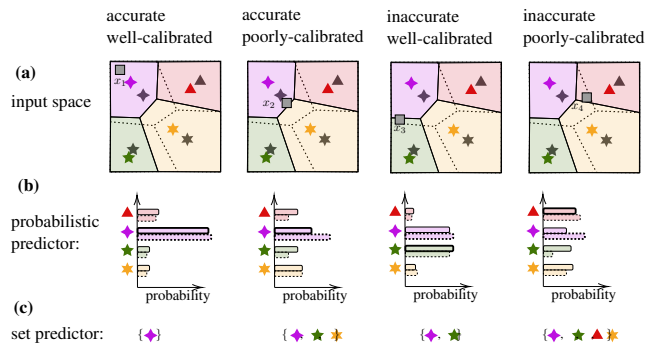 accurate
well-calibrated
accurate
poorly-calibrated
inaccurate
well-calibrated
inaccurate
poorly-calibrated
(a)
input space
x1
x2
x3
x4
(b)
probabilistic
predictor:
probability
probability
probability
probability
(c)
set predictor:
{ }
{ , }
{ , }
{ , , }